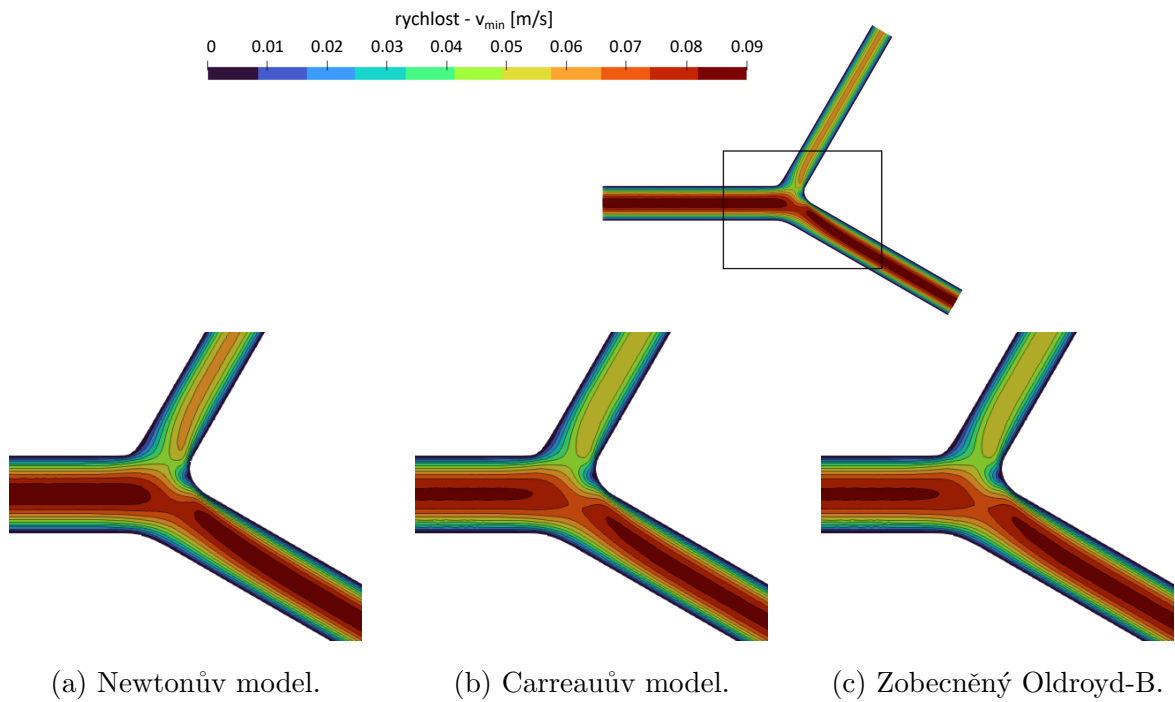 rychlost - vmin [m/s]
0 0.01 0.02 0.03 0.04 0.05 0.06 0.07 0.08 0.09
(a) Newtonův model.
(b) Carreauův model.
(c) Zobecněný Oldroyd-B.